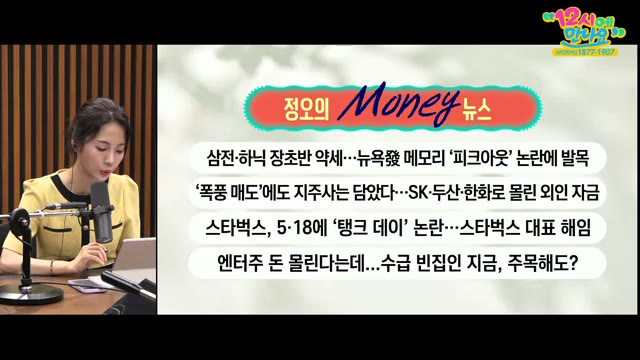 "12시에
만나요"
1877-1907
정오의 Money 뉴스
삼전·하닉 장초반 약세…뉴욕發 메모리 '피크아웃' 논란에 발목
'폭풍 매도'에도 지주사는 담았다…SK·두산·한화로 몰린 외인 자금
스타벅스, 5·18에 '탱크 데이' 논란…스타벅스 대표 해임
엔터주 돈 몰린다는데...수급 빈집인 지금, 주목해도?